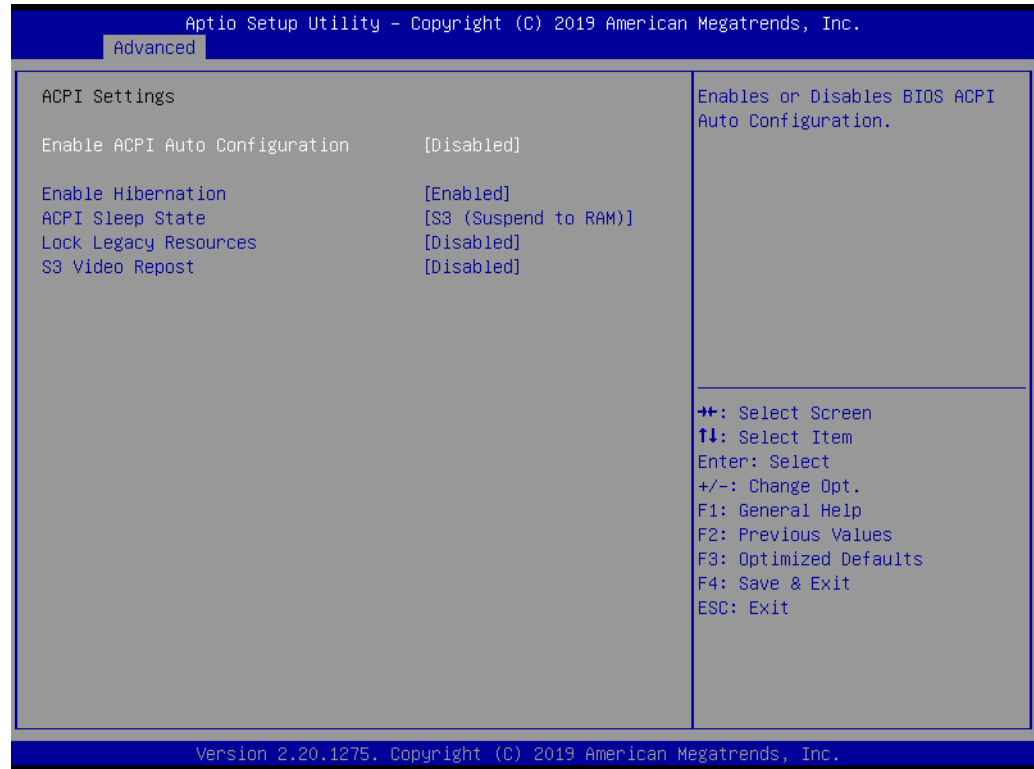 Aptio Setup Utility – Copyright (C) 2019 American Megatrends, Inc.
Advanced
ACPI Settings
Enable ACPI Auto Configuration [Disabled]
Enable Hibernation [Enabled]
ACPI Sleep State [S3 (Suspend to RAM)]
Lock Legacy Resources [Disabled]
S3 Video Repost [Disabled]
Enables or Disables BIOS ACPI
Auto Configuration.
→←: Select Screen
↑↓: Select Item
Enter: Select
+/-: Change Opt.
F1: General Help
F2: Previous Values
F3: Optimized Defaults
F4: Save & Exit
ESC: Exit
Version 2.20.1275. Copyright (C) 2019 American Megatrends, Inc.